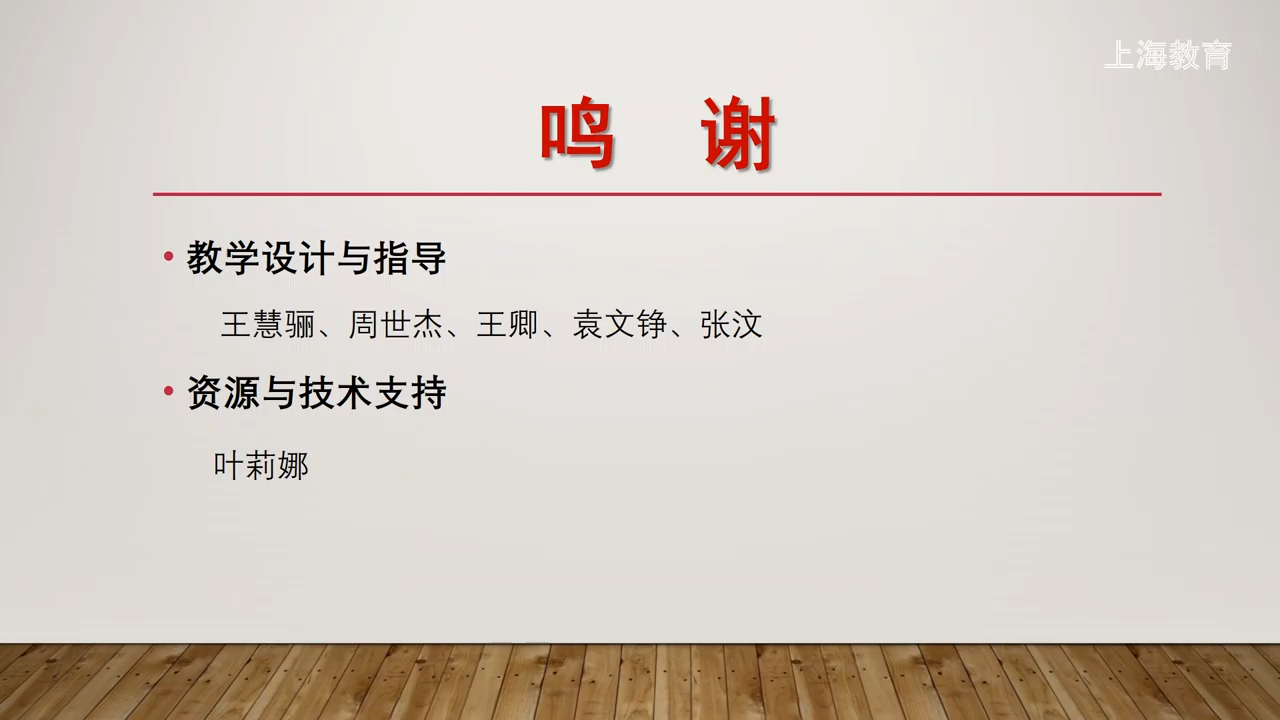 上海教育
鸣 谢
• 教学设计与指导
王慧骊、周世杰、王卿、袁文铮、张汶
• 资源与技术支持
叶莉娜